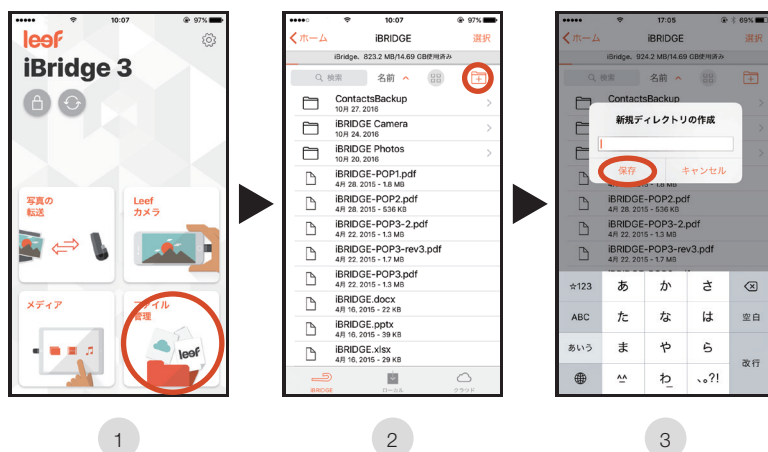 10:07
97%
leef
iBridge 3
写真の
転送
Leef
カメラ
メディア
ファイル
管理
leef
1
10:07
97%
ホーム
iBRIDGE
選択
iBridge、823.2 MB/14.69 GB使用済み
検索
名前
ContactsBackup
10月 27. 2016
iBRIDGE Camera
10月 24. 2016
iBRIDGE Photos
10月 20. 2016
iBRIDGE-POP1.pdf
4月 28. 2015 - 1.8 MB
iBRIDGE-POP2.pdf
4月 28. 2015 - 536 KB
iBRIDGE-POP3-2.pdf
4月 22. 2015 - 1.3 MB
iBRIDGE-POP3-rev3.pdf
4月 22. 2015 - 1.7 MB
iBRIDGE-POP3.pdf
4月 22. 2015 - 1.3 MB
iBRIDGE.docx
4月 16. 2015 - 22 KB
iBRIDGE.pptx
4月 16. 2015 - 39 KB
iBRIDGE.xlsx
4月 16. 2015 - 29 KB
iBRIDGE
ローカル
クラウド
2
17:05
69%
ホーム
iBRIDGE
選択
iBridge、924.2 MB/14.69 GB使用済み
検索
名前
ContactsBackup
新規ディレクトリの作成
保存
キャンセル
4月 28. 2015 - 1.8 MB
iBRIDGE-POP2.pdf
4月 28. 2015 - 536 KB
iBRIDGE-POP3-2.pdf
4月 22. 2015 - 1.3 MB
iBRIDGE-POP3-rev3.pdf
4月 22. 2015 - 1.7 MB
☆123
あ
か
さ
ABC
た
な
は
空白
あいう
ま
や
ら
改行
^^
わ
、。?!
3